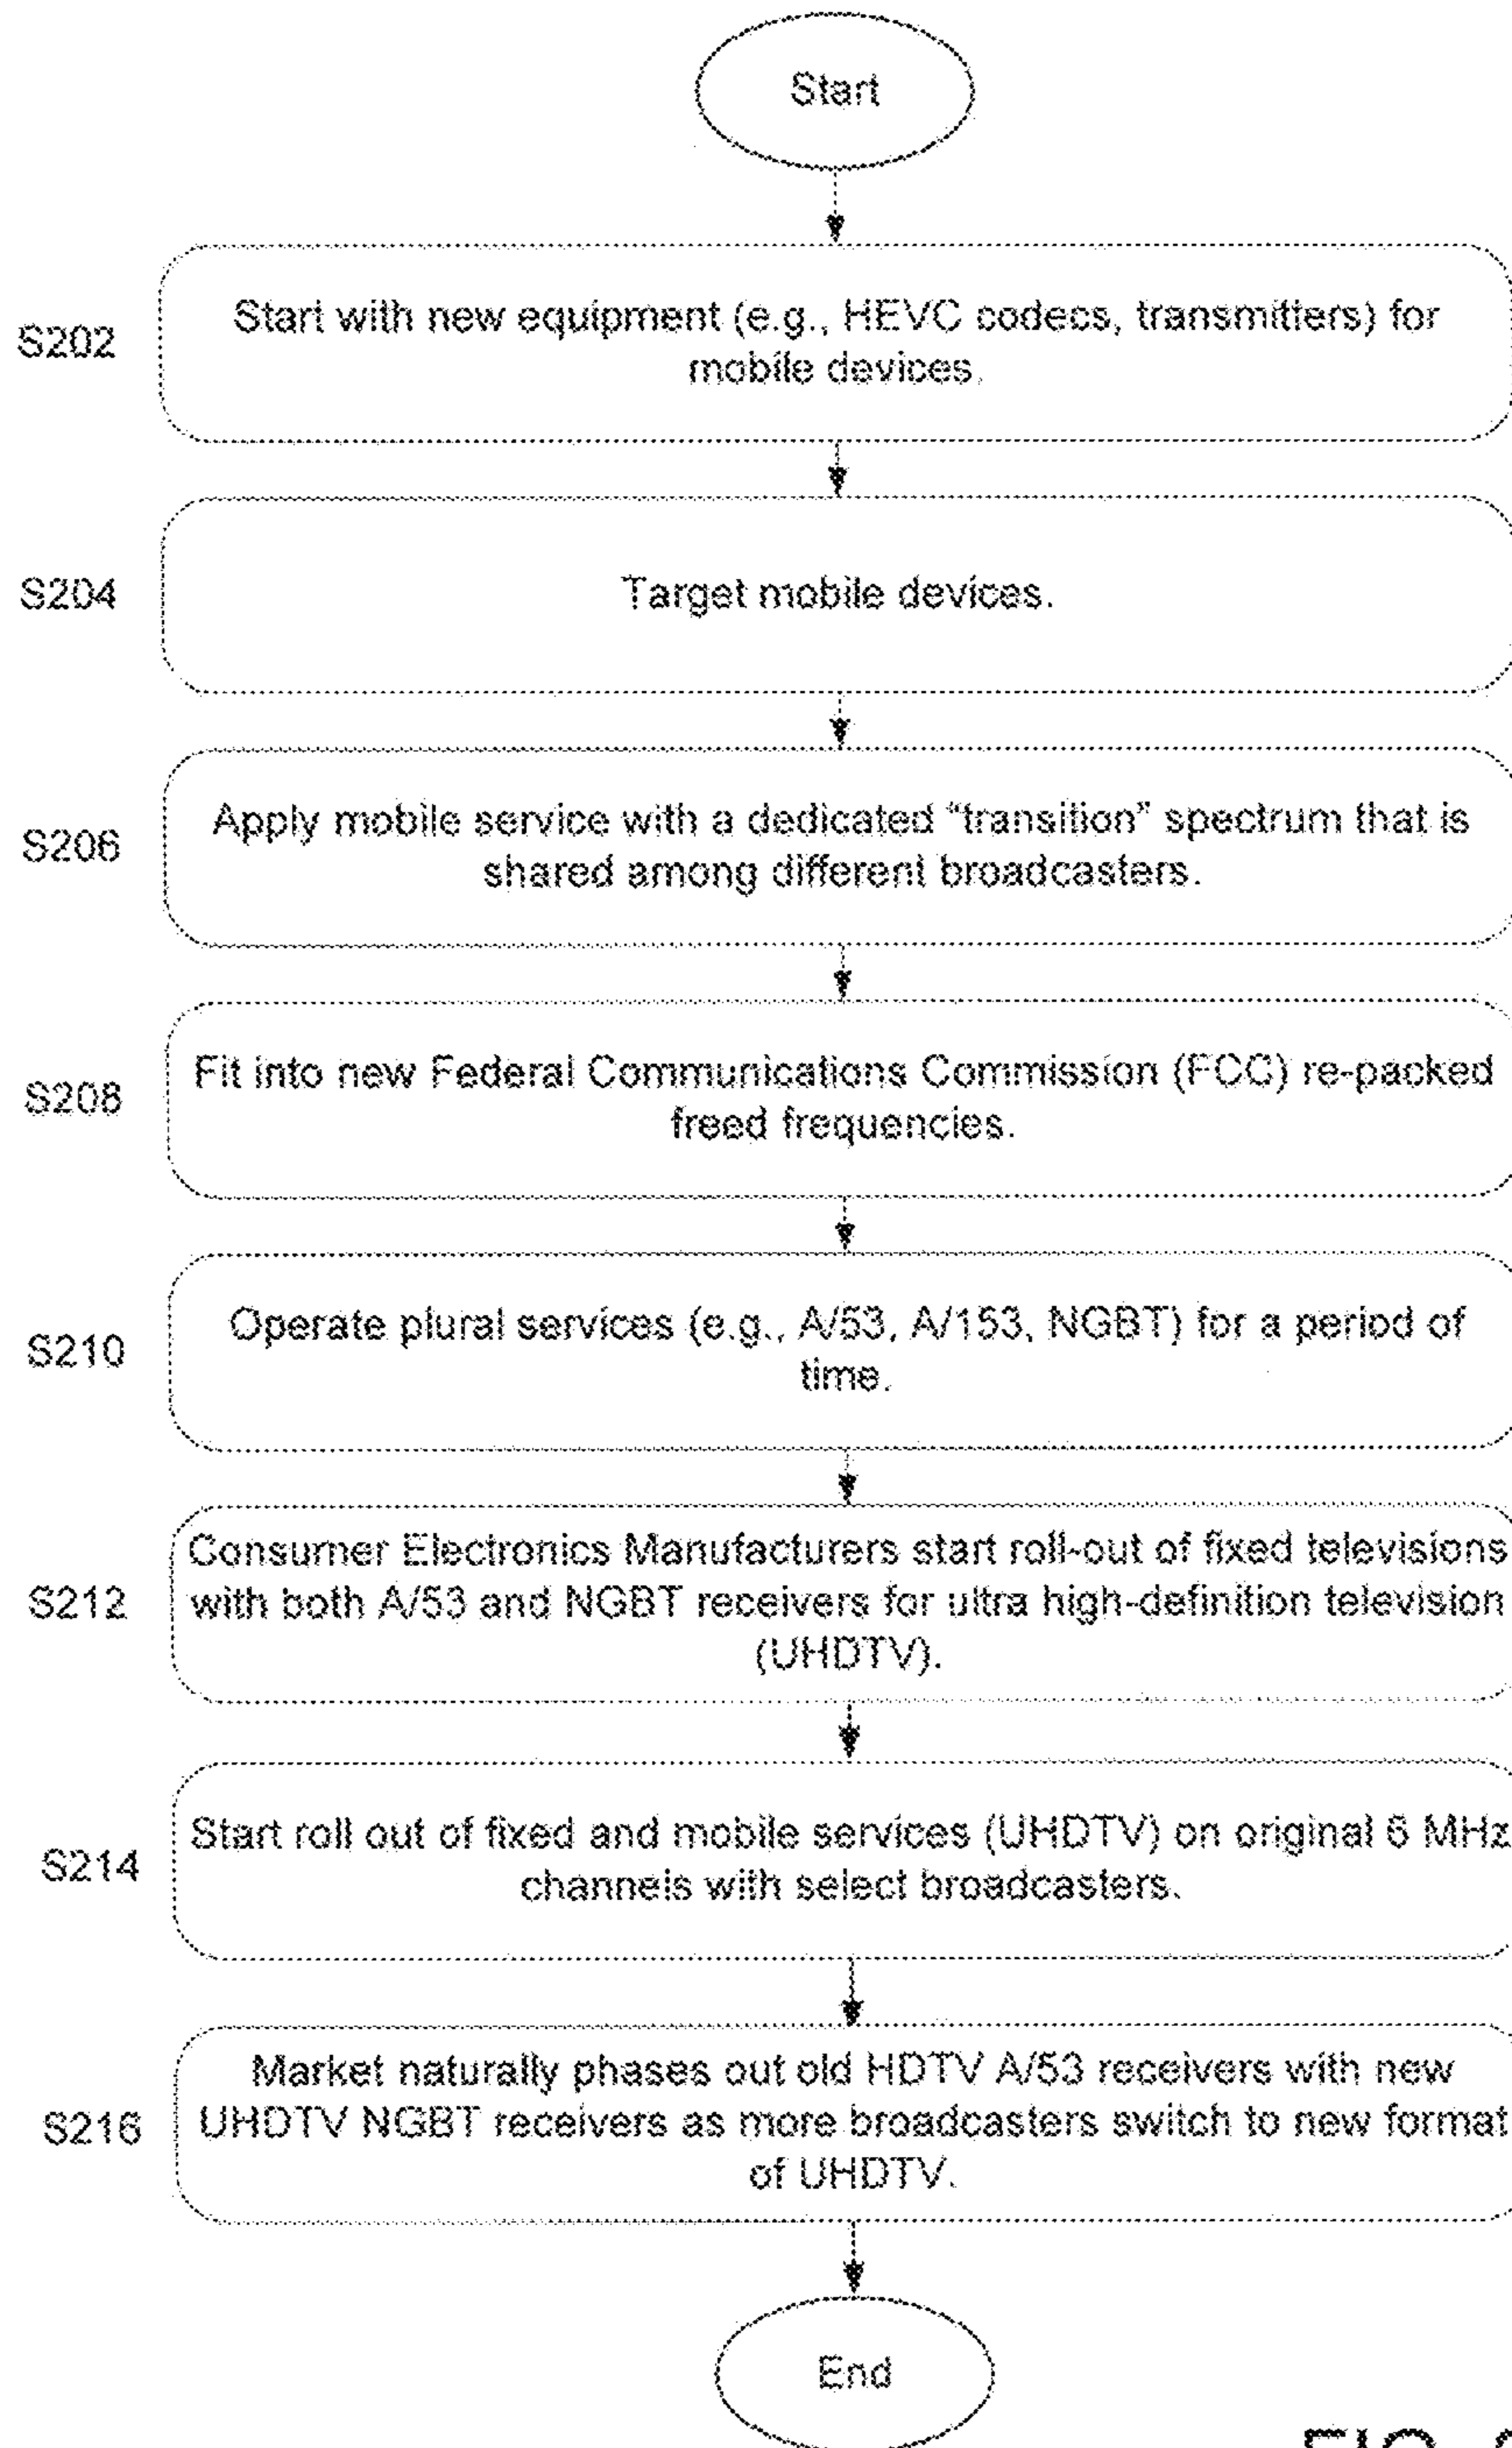 Start
S202
Start with new equipment (e.g., HEVC codecs, transmitters) for
mobile devices.
S204
Target mobile devices.
S206
Apply mobile service with a dedicated “transition” spectrum that is
shared among different broadcasters.
S208
Fit into new Federal Communications Commission (FCC) re-packed
freed frequencies.
S210
Operate plural services (e.g., A/53, A/153, NGBT) for a period of
time.
S212
Consumer Electronics Manufacturers start roll-out of fixed televisions
with both A/53 and NGBT receivers for ultra high-definition television
(UHDTV).
S214
Start roll out of fixed and mobile services (UHDTV) on original 6 MHz
channels with select broadcasters.
S216
Market naturally phases out old HDTV A/53 receivers with new
UHDTV NGBT receivers as more broadcasters switch to new format
of UHDTV.
End
FIG.